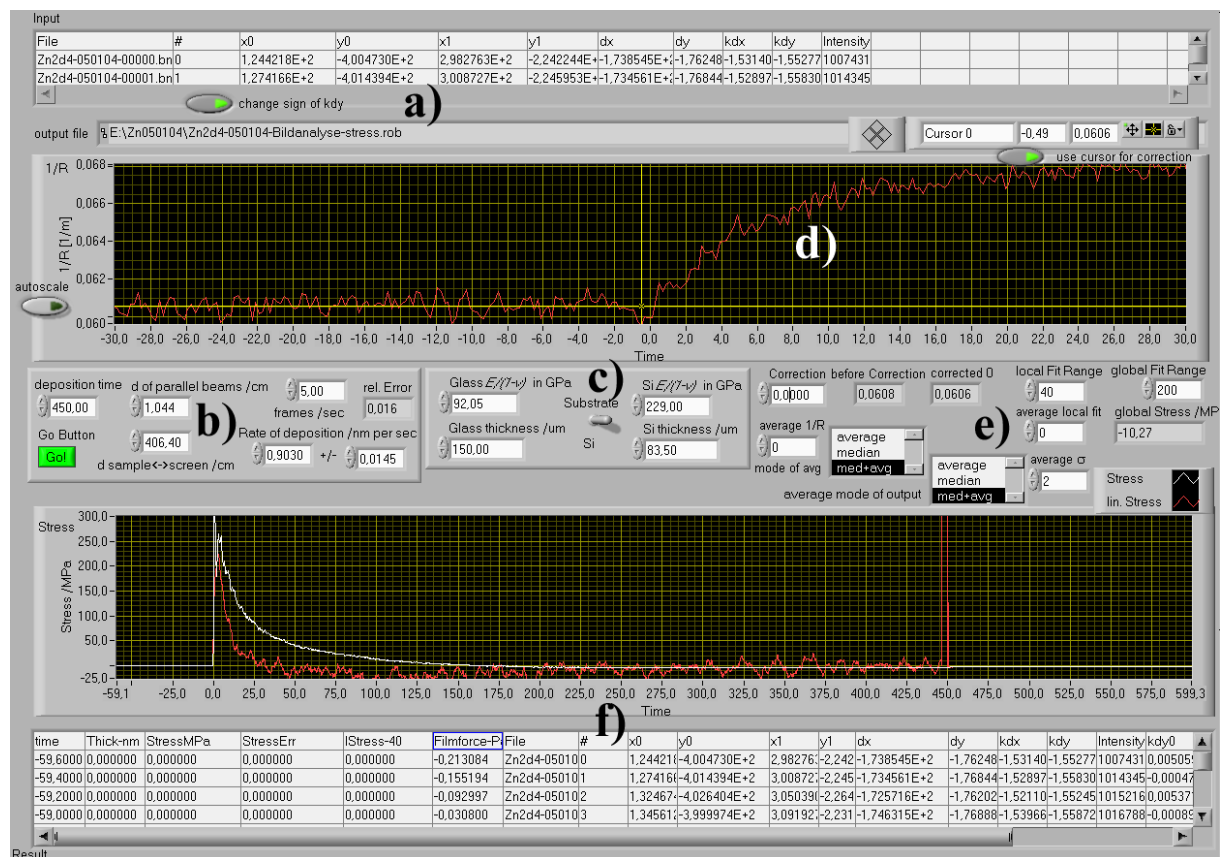 Input
File # x0 y0 x1 y1 dx dy kdx kdy Intensity
Zn2d4-050104-00000.bn 0 1,244218E+2 -4,004730E+2 2,982763E+2 -2,242244E+ -1,738545E+ -1,76248 -1,53140 -1,55277 1007431
Zn2d4-050104-00001.bn 1 1,274166E+2 -4,014394E+2 3,008727E+2 -2,245953E+ -1,734561E+ -1,76844 -1,52897 -1,55830 1014345
change sign of kdy
a)
output file E:\Zn050104\Zn2d4-050104-Bildanalyse-stress.rob
Cursor 0 -0,49 0,0606
use cursor for correction
1/R 0,068
0,066
0,064
0,062
0,060
1/R [1/m]
d)
autoscale
-30,0 -28,0 -26,0 -24,0 -22,0 -20,0 -18,0 -16,0 -14,0 -12,0 -10,0 -8,0 -6,0 -4,0 -2,0 0,0 2,0 4,0 6,0 8,0 10,0 12,0 14,0 16,0 18,0 20,0 22,0 24,0 26,0 28,0 30,0
Time
deposition time d of parallel beams /cm 5,00 rel. Error
450,00 1,044 frames /sec 0,016
Go Button 406,40 b) Rate of deposition /nm per sec
Go! d sample<->screen /cm 0,9030 +/- 0,0145
c)
Glass E/(1-ν) in GPa Si E/(1-ν) in GPa
92,05 Substrate 229,00
Glass thickness /um Si Si thickness /um
150,00 83,50
Correction before Correction corrected 0 local Fit Range global Fit Range
0,0000 0,0608 0,0606 40 200
average 1/R e) average local fit global Stress /MP
0 0 -10,27
mode of avg average median med+avg
average mode of output average median med+avg
average σ
2
Stress
lin. Stress
Stress 300,0
250,0
200,0
150,0
100,0
50,0
-25,0
Stress /MPa
-59,1 -25,0 0,0 25,0 50,0 75,0 100,0 125,0 150,0 175,0 200,0 225,0 250,0 275,0 300,0 325,0 350,0 375,0 400,0 425,0 450,0 475,0 500,0 525,0 550,0 575,0 599,3
Time
f)
time Thick-nm StressMPa StressErr lStress-40 Filmforce-P File # x0 y0 x1 y1 dx dy kdx kdy Intensity kdy0
-59,6000 0,000000 0,000000 0,000000 0,000000 -0,213084 Zn2d4-05010 0 1,24421 -4,004730E+2 2,98276 -2,242 -1,738545E+2 -1,76248 -1,53140 -1,55277 1007431 0,00505
-59,4000 0,000000 0,000000 0,000000 0,000000 -0,155194 Zn2d4-05010 1 1,27416 -4,014394E+2 3,00872 -2,245 -1,734561E+2 -1,76844 -1,52897 -1,55830 1014345 -0,00047
-59,2000 0,000000 0,000000 0,000000 0,000000 -0,092997 Zn2d4-05010 2 1,32467 -4,026404E+2 3,05039 -2,264 -1,725716E+2 -1,76202 -1,52110 -1,55245 1015216 0,00537
-59,0000 0,000000 0,000000 0,000000 0,000000 -0,030800 Zn2d4-05010 3 1,34561 -3,999974E+2 3,09192 -2,231 -1,746315E+2 -1,76888 -1,53966 -1,55872 1016788 -0,00089
Result